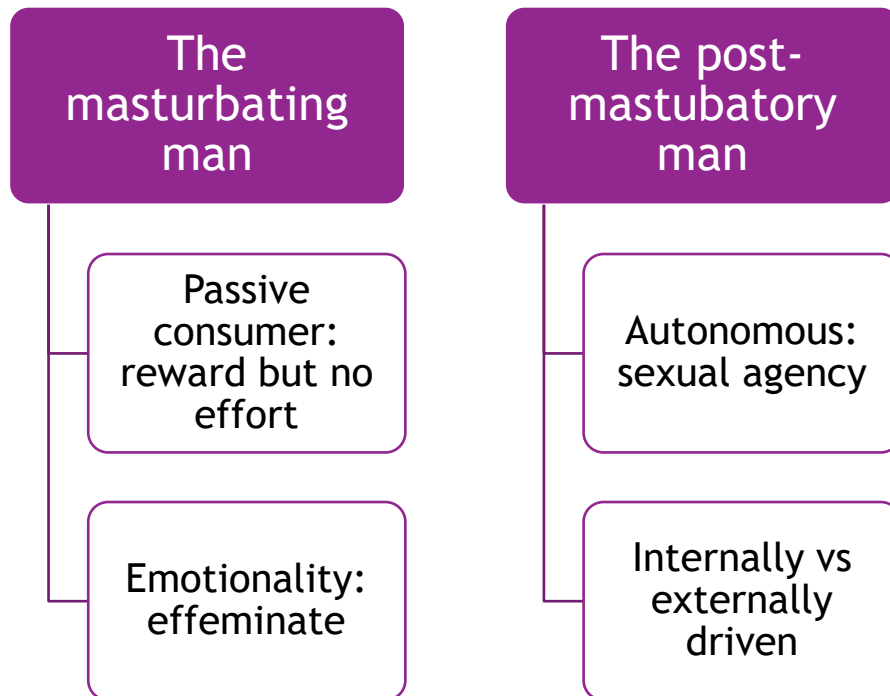 The
masturbating
man
Passive
consumer:
reward but no
effort
Emotionality:
effeminate
The post-
mastubatory
man
Autonomous:
sexual agency
Internally vs
externally
driven